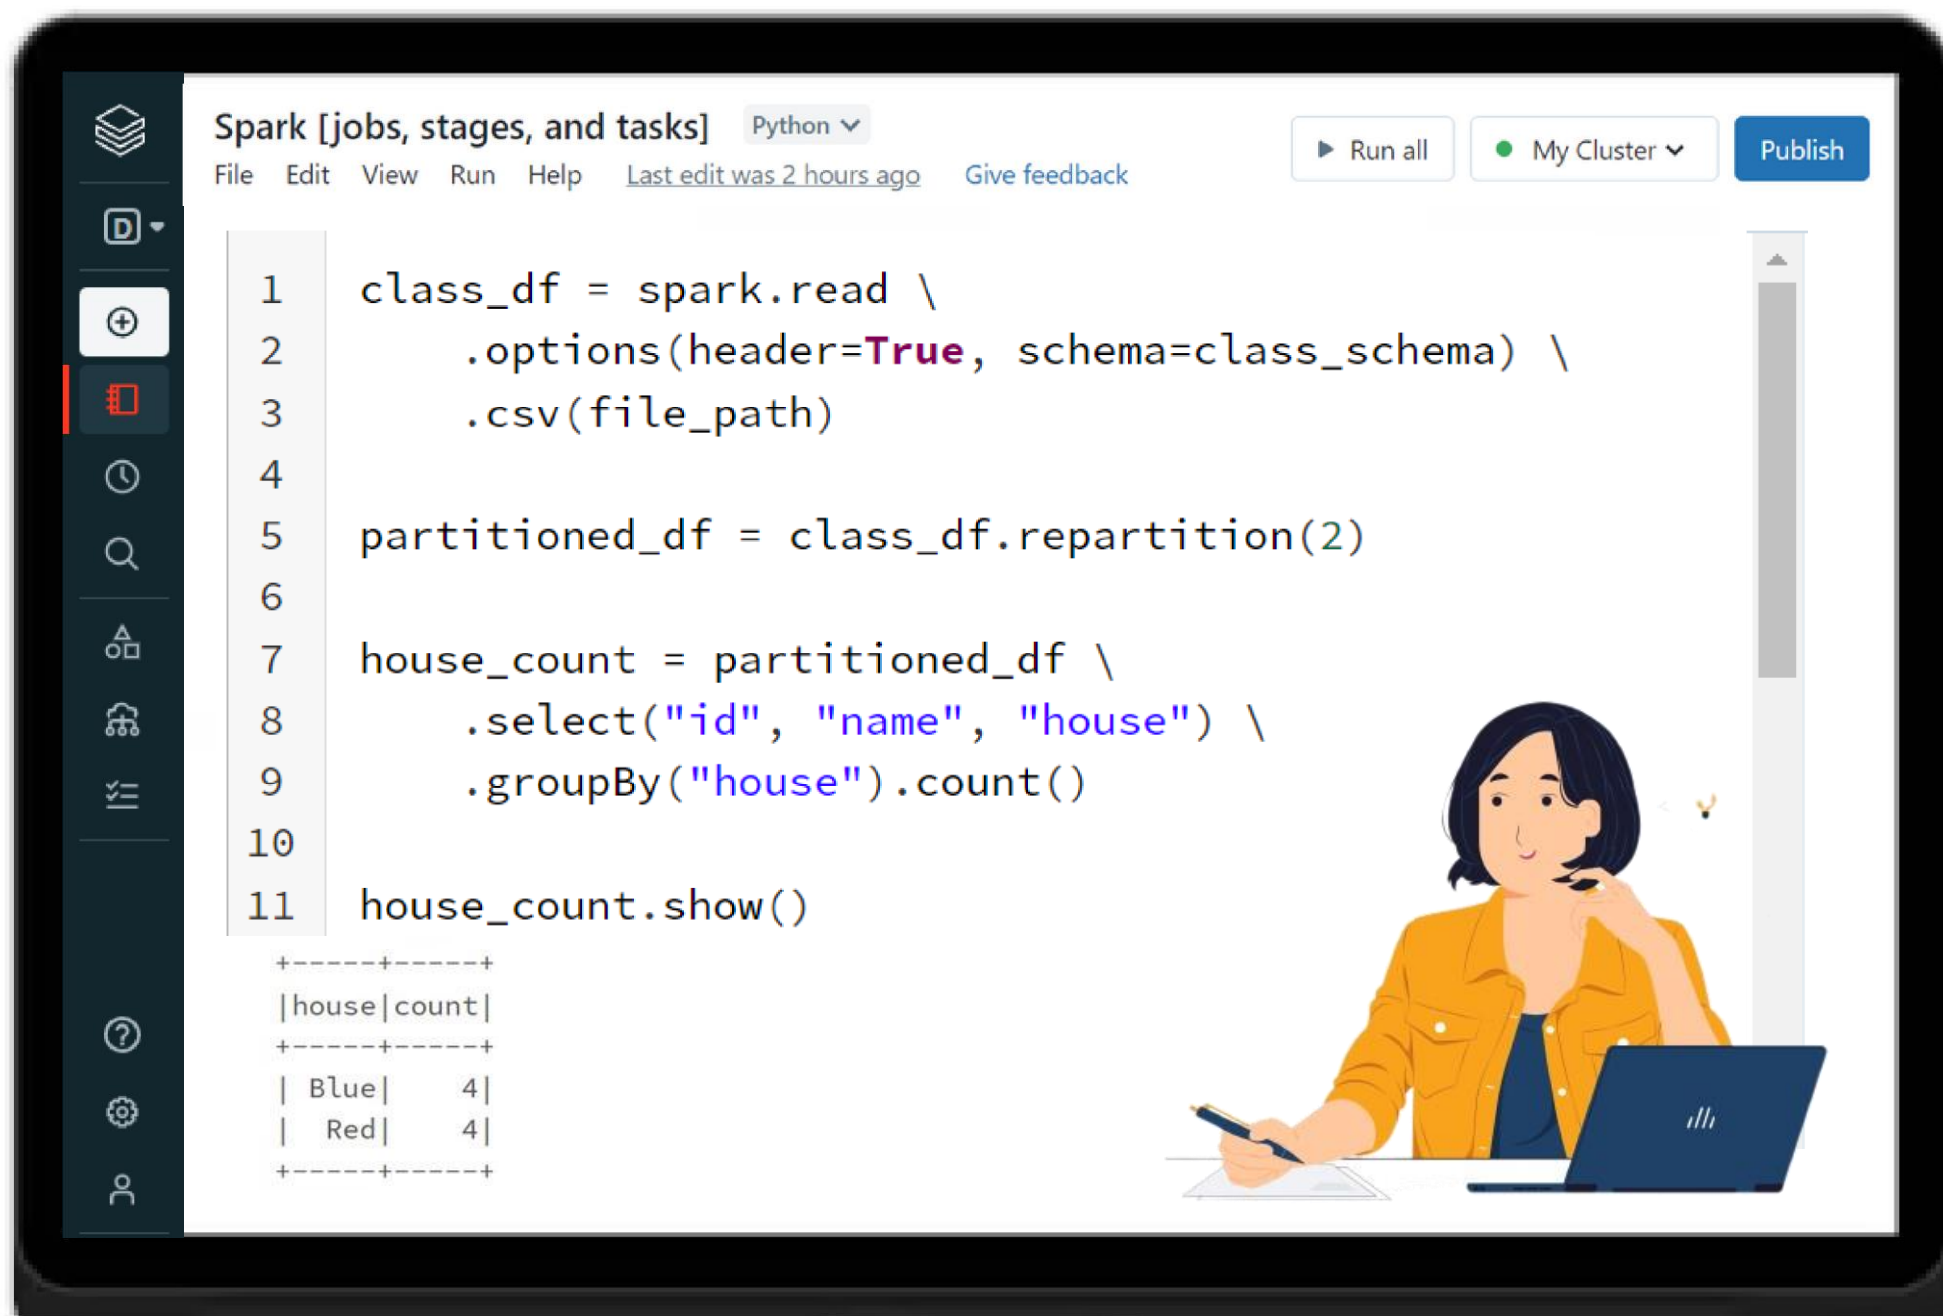 Spark [jobs, stages, and tasks] Python
File Edit View Run Help Last edit was 2 hours ago Give feedback
Run all My Cluster Publish
D
1 class_df = spark.read \
2 .options(header=True, schema=class_schema) \
3 .csv(file_path)
4
5 partitioned_df = class_df.repartition(2)
6
7 house_count = partitioned_df \
8 .select("id", "name", "house") \
9 .groupBy("house").count()
10
11 house_count.show()
+-----+-----+
|house|count|
+-----+-----+
| Blue|    4|
|  Red|    4|
+-----+-----+